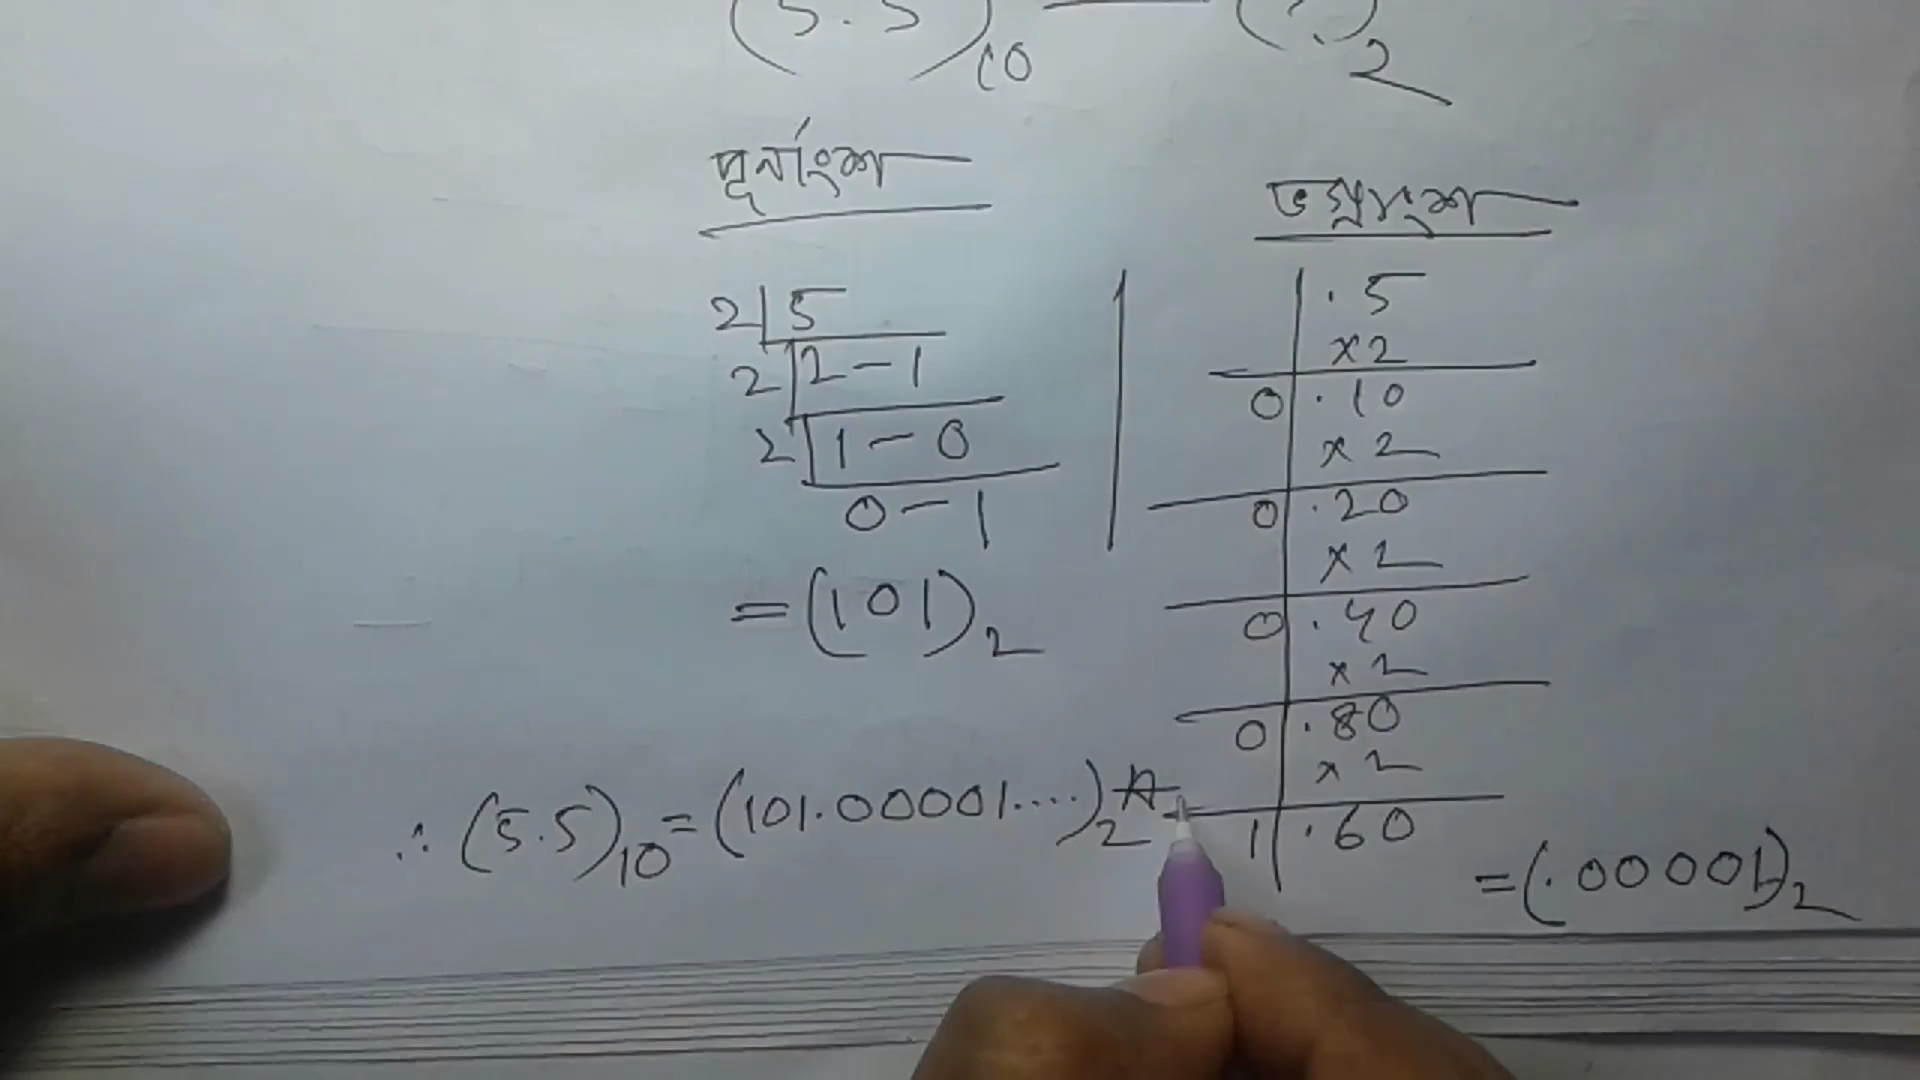 (5.5)10 — (?)2
পূর্নাংশ
2|5
2|2-1
2|1-0
0-1
=(101)2
ভগ্নাংশ
.5
x2
0|.10
x2
0|.20
x2
0|.40
x2
0|.80
x2
1|.60
=(.00001)2
∴ (5.5)10=(101.00001....)2